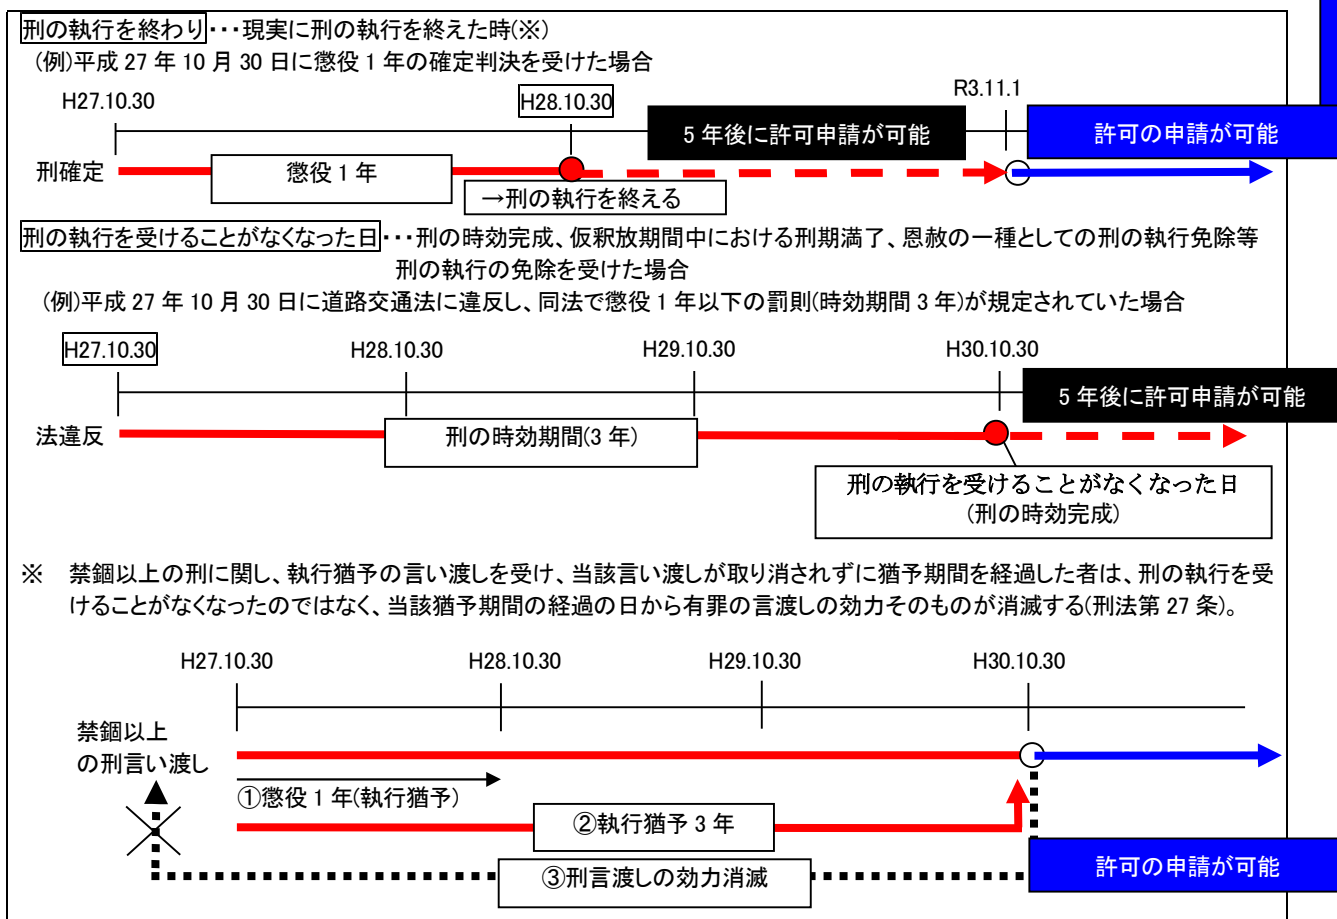 刑の執行を終わり・・・現実に刑の執行を終えた時(※)
(例)平成 27 年 10 月 30 日に懲役 1 年の確定判決を受けた場合
H27.10.30
H28.10.30
R3.11.1
5 年後に許可申請が可能
許可の申請が可能
刑確定
懲役 1 年
→刑の執行を終える
刑の執行を受けることがなくなった日・・・刑の時効完成、仮釈放期間中における刑期満了、恩赦の一種としての刑の執行免除等
刑の執行の免除を受けた場合
(例)平成 27 年 10 月 30 日に道路交通法に違反し、同法で懲役 1 年以下の罰則(時効期間 3 年)が規定されていた場合
H27.10.30
H28.10.30
H29.10.30
H30.10.30
5 年後に許可申請が可能
法違反
刑の時効期間(3 年)
刑の執行を受けることがなくなった日
(刑の時効完成)
※ 禁錮以上の刑に関し、執行猶予の言い渡しを受け、当該言い渡しが取り消されずに猶予期間を経過した者は、刑の執行を受
けることがなくなったのではなく、当該猶予期間の経過の日から有罪の言渡しの効力そのものが消滅する(刑法第 27 条)。
H27.10.30
H28.10.30
H29.10.30
H30.10.30
禁錮以上
の刑言い渡し
①懲役 1 年(執行猶予)
②執行猶予 3 年
③刑言渡しの効力消滅
許可の申請が可能